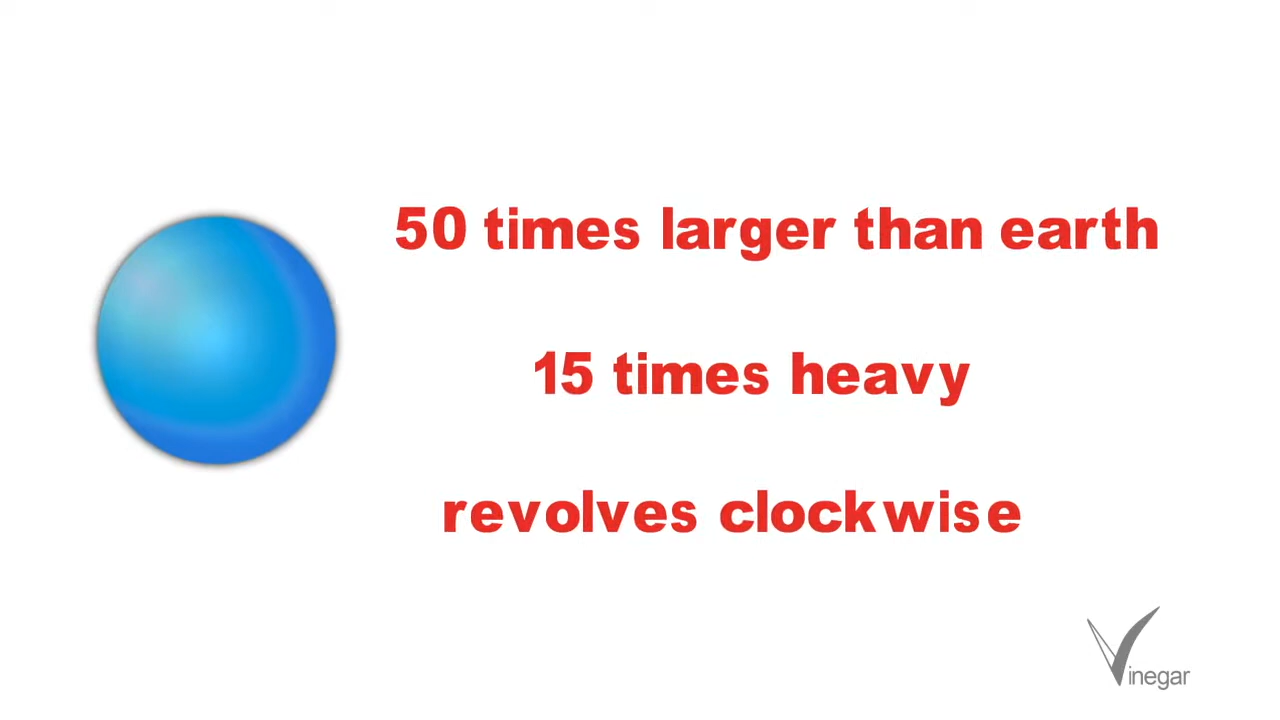 50 times larger than earth
15 times heavy
revolves clockwise
Vinegar